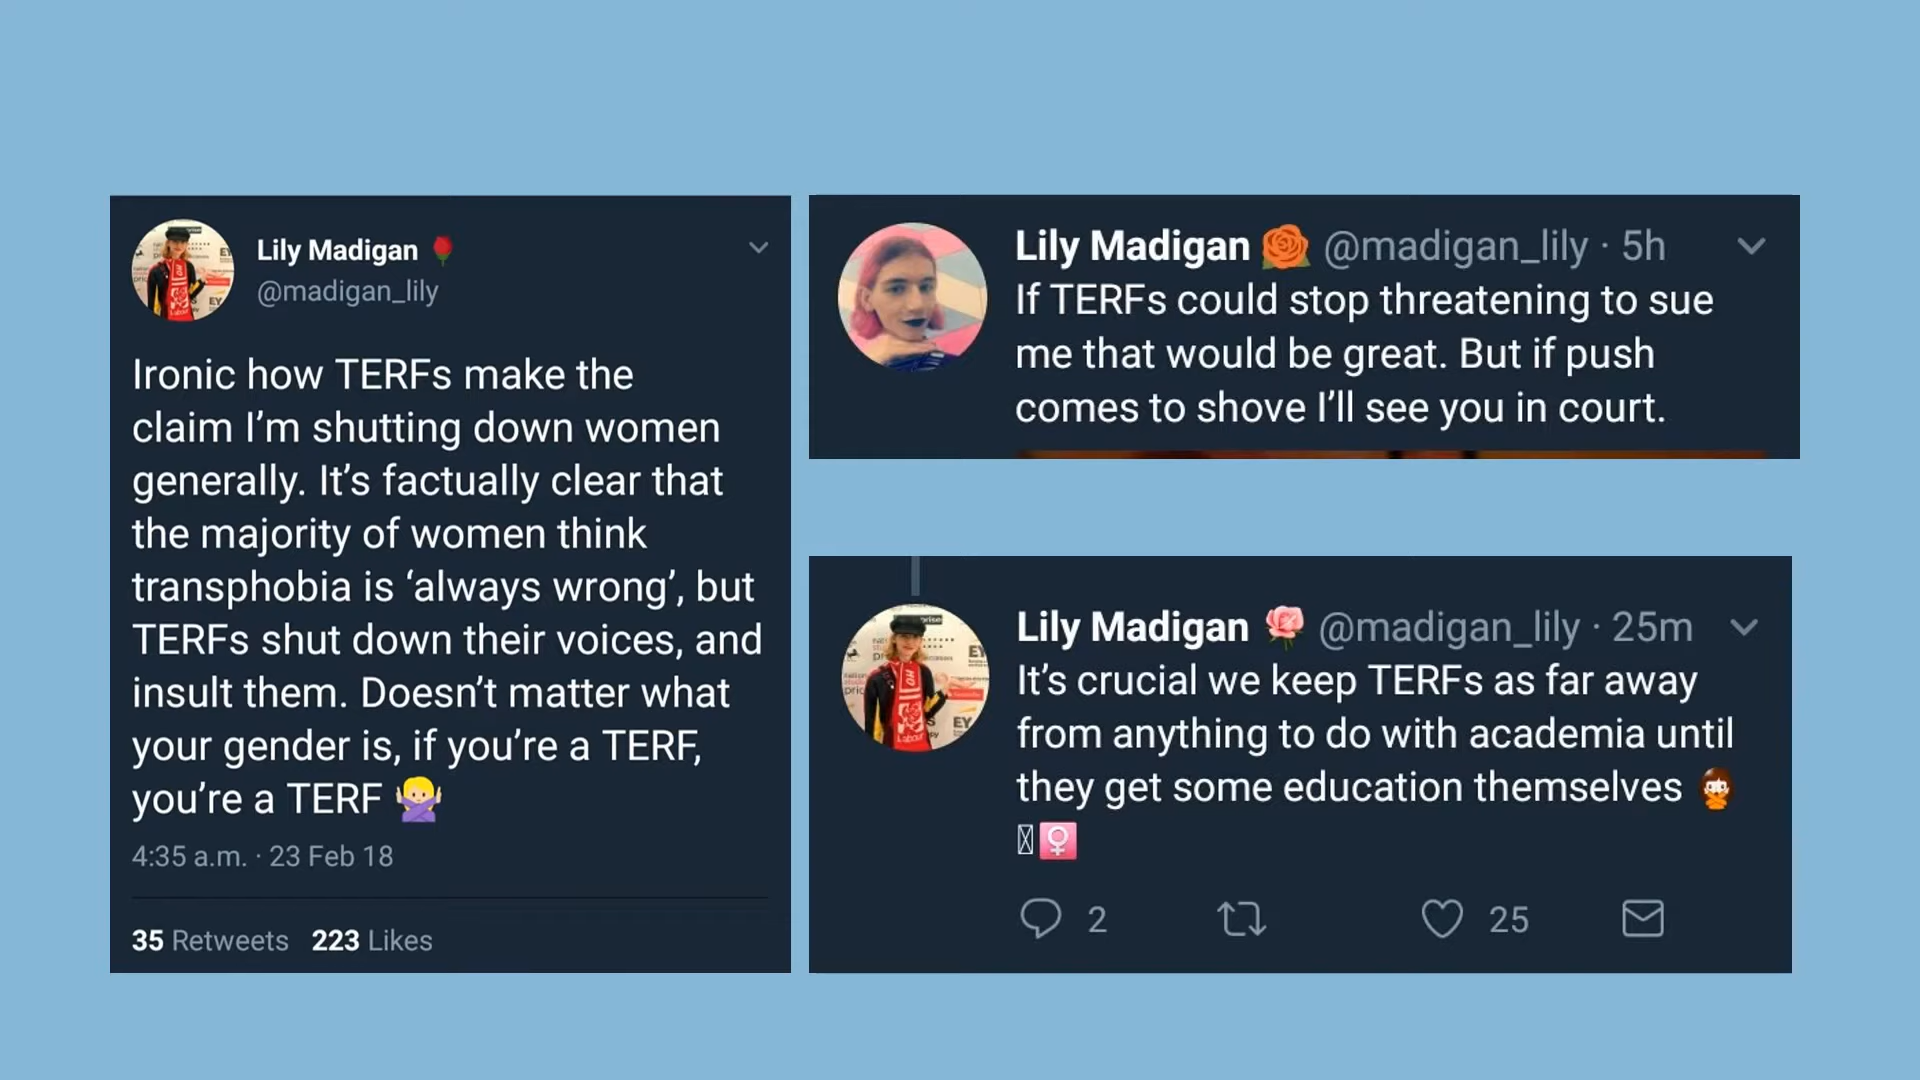 Lily Madigan 🌹
@madigan_lily
Ironic how TERFs make the
claim I’m shutting down women
generally. It’s factually clear that
the majority of women think
transphobia is ‘always wrong’, but
TERFs shut down their voices, and
insult them. Doesn’t matter what
your gender is, if you’re a TERF,
you’re a TERF 🙅🏼
4:35 a.m. · 23 Feb 18
35 Retweets 223 Likes
Lily Madigan 🏵️ @madigan_lily · 5h
If TERFs could stop threatening to sue
me that would be great. But if push
comes to shove I’ll see you in court.
Lily Madigan 🌹 @madigan_lily · 25m
It’s crucial we keep TERFs as far away
from anything to do with academia until
they get some education themselves 🤦
♀
2 25
Labour
EY